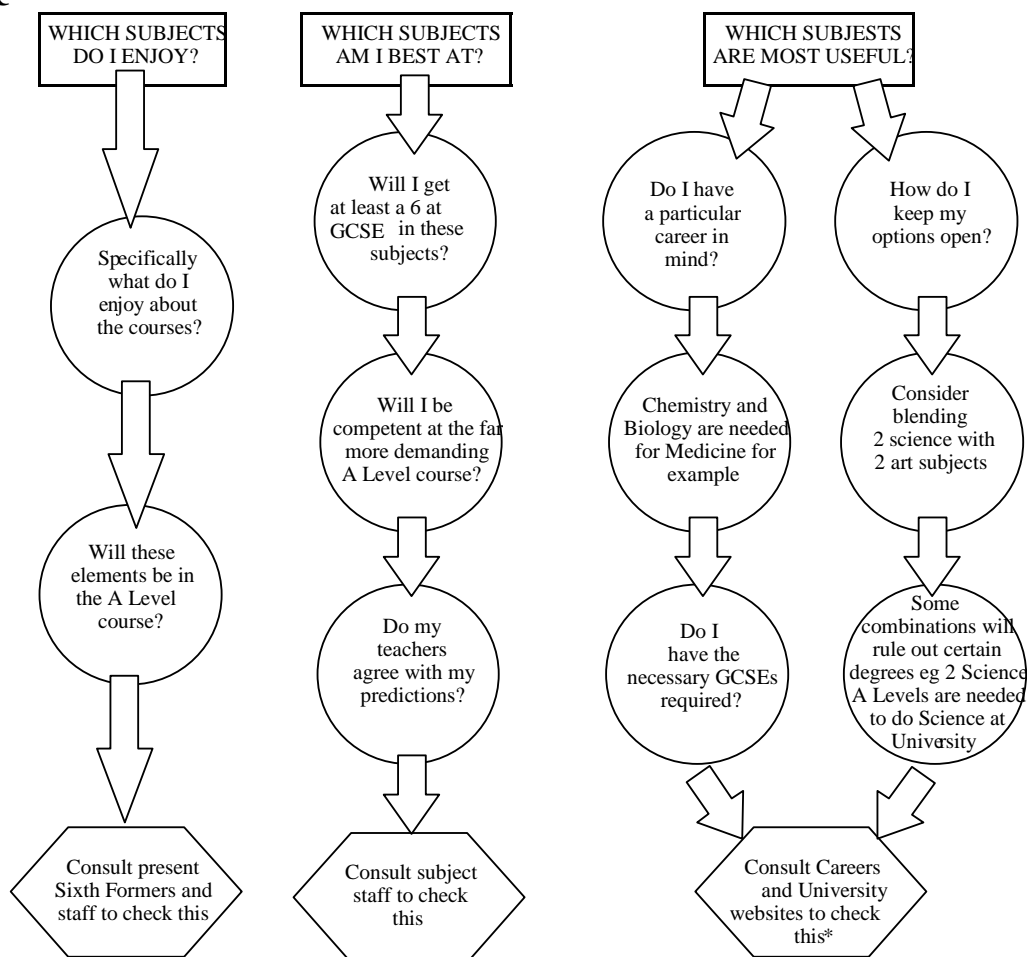 WHICH SUBJECTS
DO I ENJOY?
Specifically
what do I
enjoy about
the courses?
Will these
elements be in
the A Level
course?
Consult present
Sixth Formers and
staff to check this
WHICH SUBJECTS
AM I BEST AT?
Will I get
at least a 6 at
GCSE in these
subjects?
Will I be
competent at the far
more demanding
A Level course?
Do my
teachers
agree with my
predictions?
Consult subject
staff to check
this
WHICH SUBJESTS
ARE MOST USEFUL?
Do I have
a particular
career in
mind?
Chemistry and
Biology are needed
for Medicine for
example
Do I
have the
necessary GCSEs
required?
How do I
keep my
options open?
Consider
blending
2 science with
2 art subjects
Some
combinations will
rule out certain
degrees eg 2 Science
A Levels are needed
to do Science at
University
Consult Careers
and University
websites to check
this*